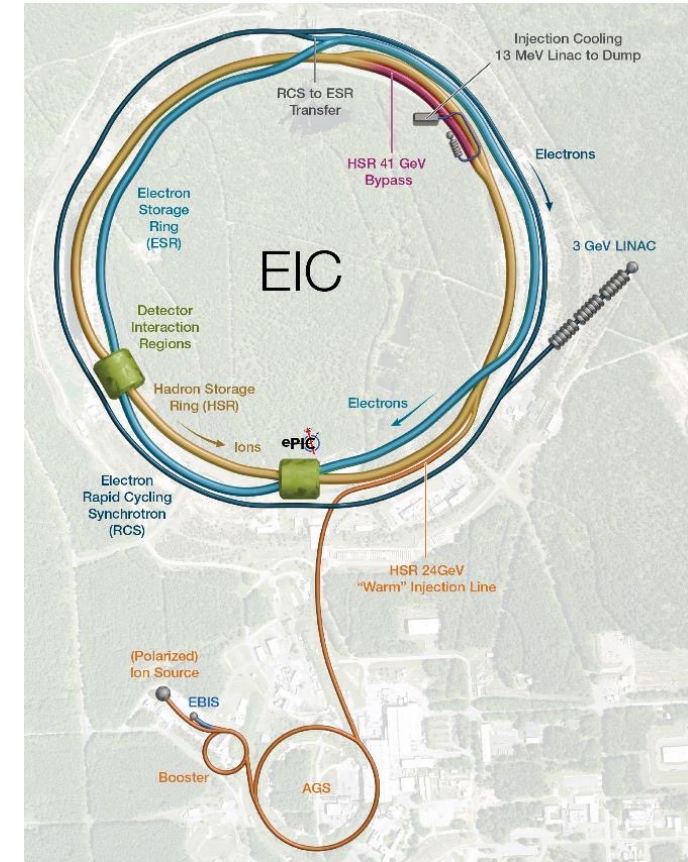 Injection Cooling
13 MeV Linac to Dump
RCS to ESR
Transfer
HSR 41 GeV
Bypass
Electrons
Electron
Storage
Ring
(ESR)
EIC
3 GeV LINAC
Detector
Interaction
Regions
Hadron Storage
Ring (HSR)
Electrons
Ions
ePIC
Electron
Rapid Cycling
Synchrotron
(RCS)
HSR 24GeV
“Warm” Injection Line
(Polarized)
Ion Source
EBIS
Booster
AGS